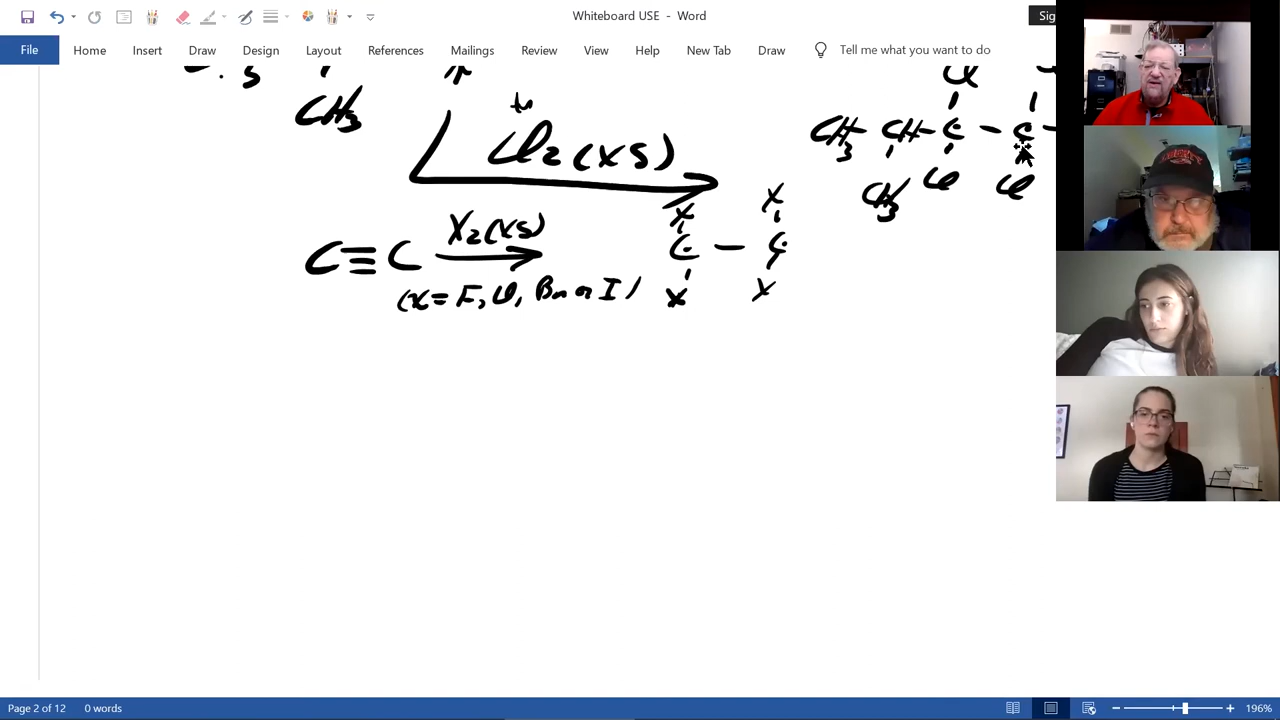 Whiteboard USE - Word
Sig
File Home Insert Draw Design Layout References Mailings Review View Help New Tab Draw Tell me what you want to do
CH3
Cl2 (xs)
CH3 - CH - C - C -
CH3 Cl Cl
C≡C X2(xs) C - C
X X
(X = F, Cl, Br or I) X X
Page 2 of 12 0 words 196%